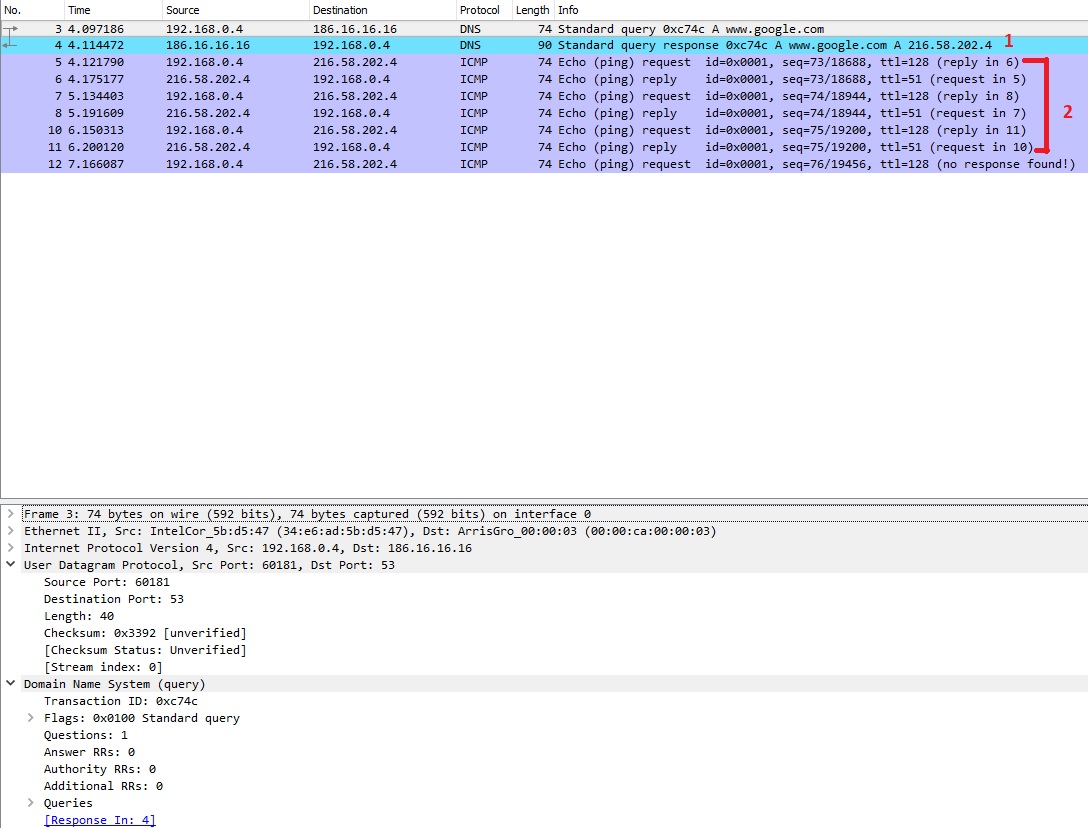 No. Time Source Destination Protocol Length Info
3 4.097186 192.168.0.4 186.16.16.16 DNS 74 Standard query 0xc74c A www.google.com
4 4.114472 186.16.16.16 192.168.0.4 DNS 90 Standard query response 0xc74c A www.google.com A 216.58.202.4 1
5 4.121790 192.168.0.4 216.58.202.4 ICMP 74 Echo (ping) request id=0x0001, seq=73/18688, ttl=128 (reply in 6)
6 4.175177 216.58.202.4 192.168.0.4 ICMP 74 Echo (ping) reply id=0x0001, seq=73/18688, ttl=51 (request in 5)
7 5.134403 192.168.0.4 216.58.202.4 ICMP 74 Echo (ping) request id=0x0001, seq=74/18944, ttl=128 (reply in 8)
8 5.191609 216.58.202.4 192.168.0.4 ICMP 74 Echo (ping) reply id=0x0001, seq=74/18944, ttl=51 (request in 7) 2
10 6.150313 192.168.0.4 216.58.202.4 ICMP 74 Echo (ping) request id=0x0001, seq=75/19200, ttl=128 (reply in 11)
11 6.200120 216.58.202.4 192.168.0.4 ICMP 74 Echo (ping) reply id=0x0001, seq=75/19200, ttl=51 (request in 10)
12 7.166087 192.168.0.4 216.58.202.4 ICMP 74 Echo (ping) request id=0x0001, seq=76/19456, ttl=128 (no response found!)
Frame 3: 74 bytes on wire (592 bits), 74 bytes captured (592 bits) on interface 0
Ethernet II, Src: IntelCor_5b:d5:47 (34:e6:ad:5b:d5:47), Dst: ArrisGro_00:00:03 (00:00:ca:00:00:03)
Internet Protocol Version 4, Src: 192.168.0.4, Dst: 186.16.16.16
User Datagram Protocol, Src Port: 60181, Dst Port: 53
Source Port: 60181
Destination Port: 53
Length: 40
Checksum: 0x3392 [unverified]
[Checksum Status: Unverified]
[Stream index: 0]
Domain Name System (query)
Transaction ID: 0xc74c
Flags: 0x0100 Standard query
Questions: 1
Answer RRs: 0
Authority RRs: 0
Additional RRs: 0
Queries
[Response In: 4]